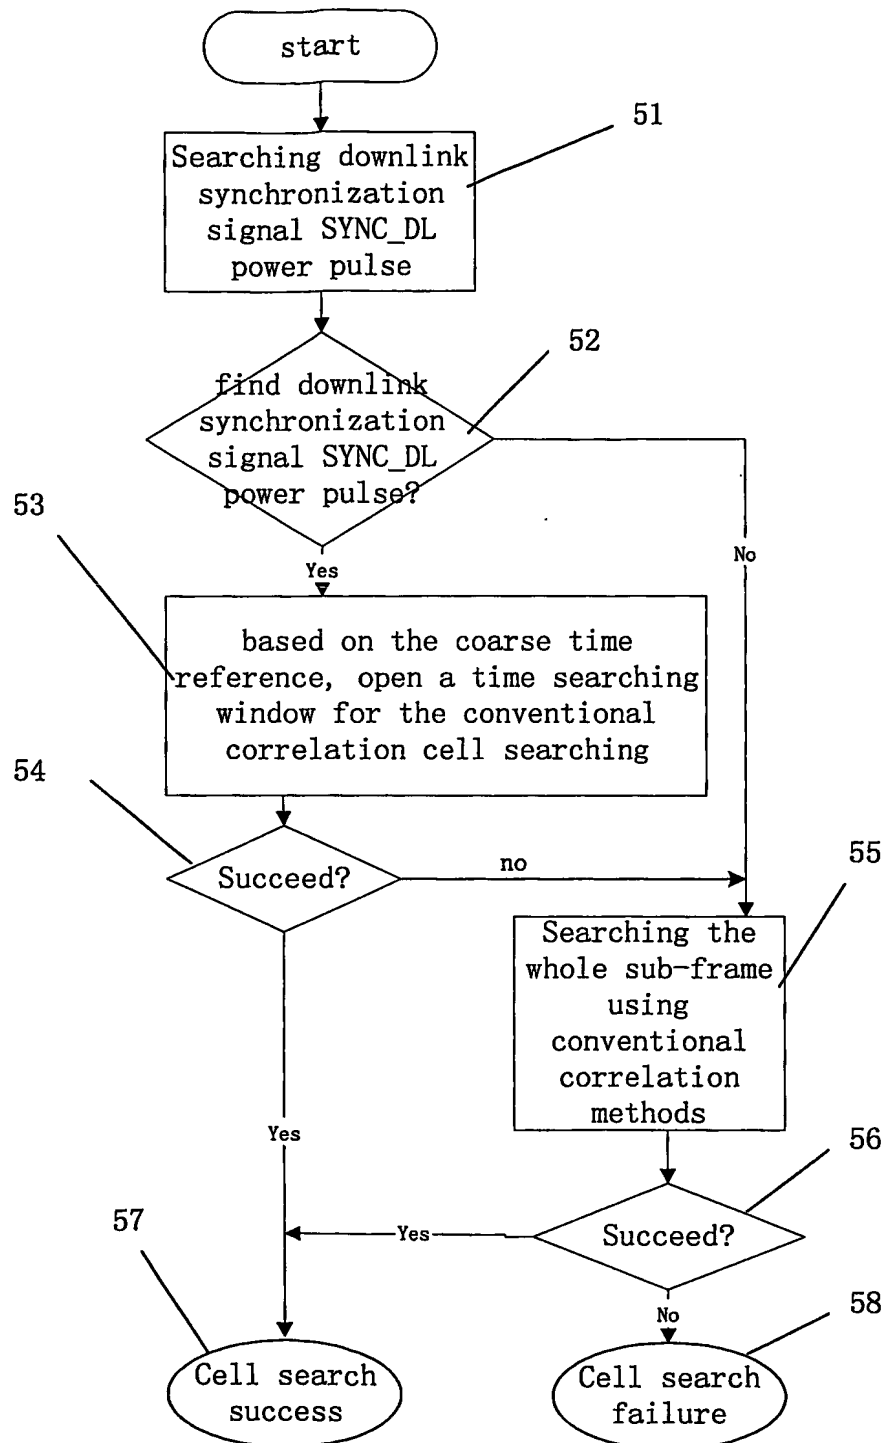 start
51
Searching downlink
synchronization
signal SYNC_DL
power pulse
52
find downlink
synchronization
signal SYNC_DL
power pulse?
53
No
Yes
based on the coarse time
reference, open a time searching
window for the conventional
correlation cell searching
54
Succeed?
no
55
Searching the
whole sub-frame
using
conventional
correlation
methods
Yes
56
Succeed?
Yes
57
No
58
Cell search
success
Cell search
failure